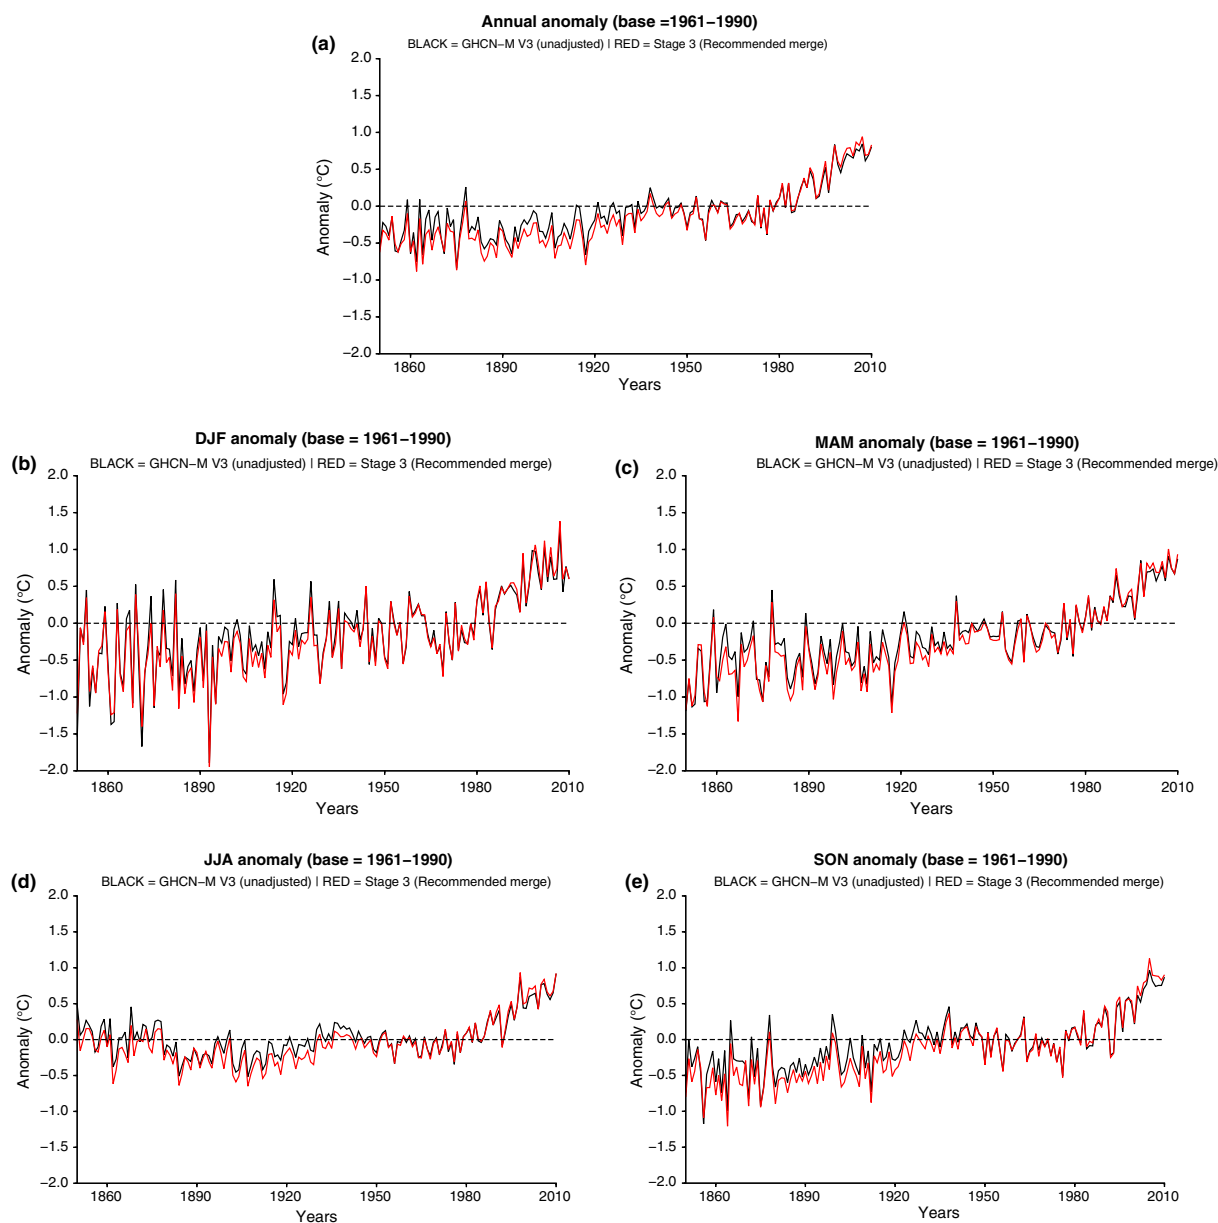 Annual anomaly (base =1961−1990)
(a)
BLACK = GHCN−M V3 (unadjusted) | RED = Stage 3 (Recommended merge)
2.0
1.5
1.0
0.5
0.0
−0.5
−1.0
−1.5
−2.0
Anomaly (°C)
1860 1890 1920 1950 1980 2010
Years
DJF anomaly (base = 1961−1990)
(b)
BLACK = GHCN−M V3 (unadjusted) | RED = Stage 3 (Recommended merge)
2.0
1.5
1.0
0.5
0.0
−0.5
−1.0
−1.5
−2.0
Anomaly (°C)
1860 1890 1920 1950 1980 2010
Years
MAM anomaly (base = 1961−1990)
(c)
BLACK = GHCN−M V3 (unadjusted) | RED = Stage 3 (Recommended merge)
2.0
1.5
1.0
0.5
0.0
−0.5
−1.0
−1.5
−2.0
Anomaly (°C)
1860 1890 1920 1950 1980 2010
Years
JJA anomaly (base = 1961−1990)
(d)
BLACK = GHCN−M V3 (unadjusted) | RED = Stage 3 (Recommended merge)
2.0
1.5
1.0
0.5
0.0
−0.5
−1.0
−1.5
−2.0
Anomaly (°C)
1860 1890 1920 1950 1980 2010
Years
SON anomaly (base = 1961−1990)
(e)
BLACK = GHCN−M V3 (unadjusted) | RED = Stage 3 (Recommended merge)
2.0
1.5
1.0
0.5
0.0
−0.5
−1.0
−1.5
−2.0
Anomaly (°C)
1860 1890 1920 1950 1980 2010
Years